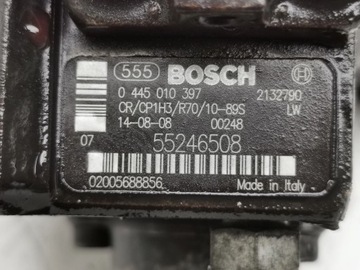 555 BOSCH
0 445 010 397 2132790
CR/CP1H3/R70/10-89S LW
14-08-08 00248
07 55246508
02005688856 Made in Italy